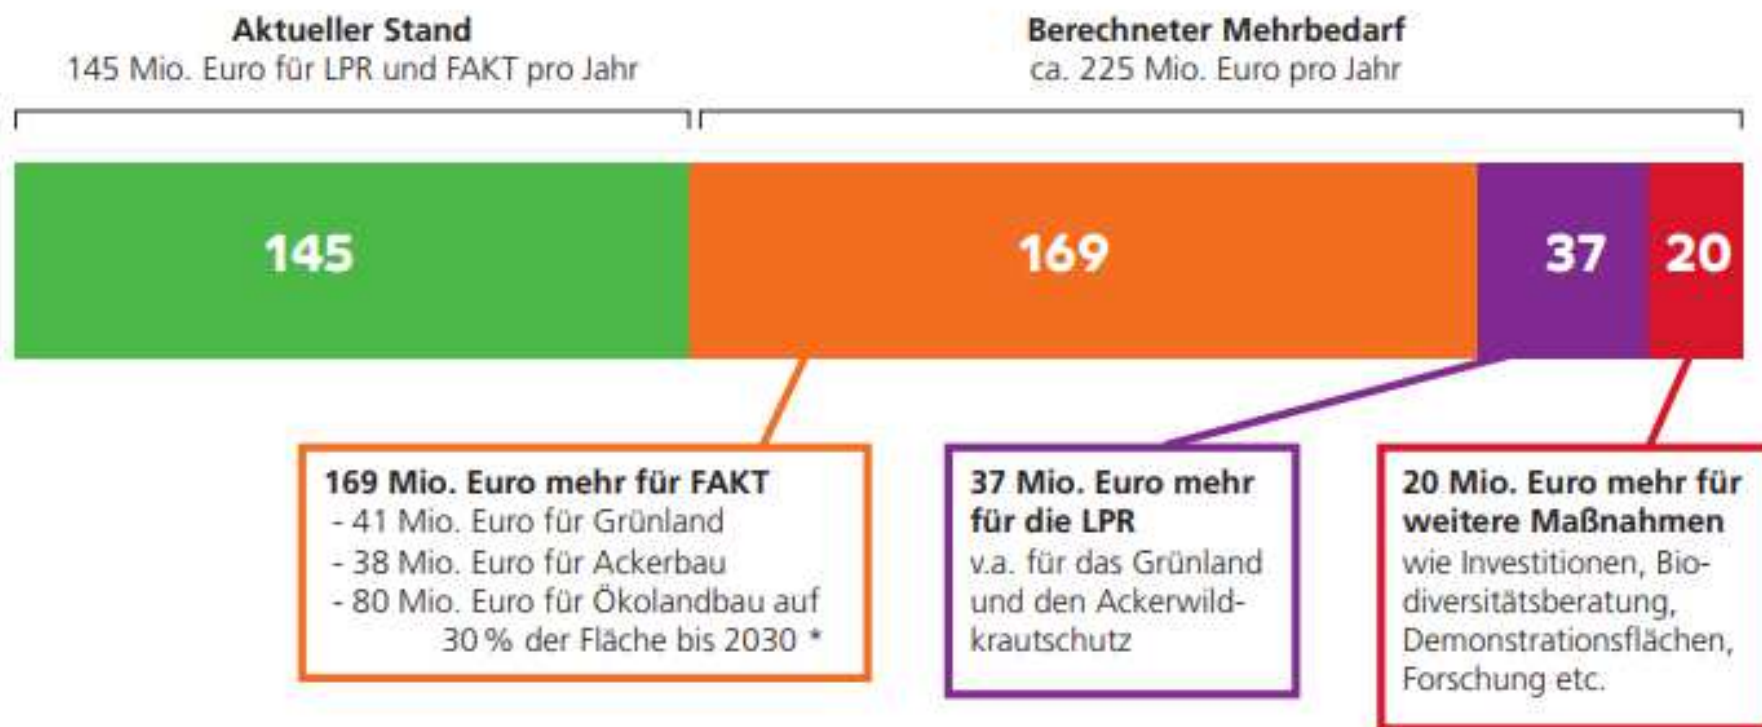 Aktueller Stand
145 Mio. Euro für LPR und FAKT pro Jahr
Berechneter Mehrbedarf
ca. 225 Mio. Euro pro Jahr
145
169
37
20
169 Mio. Euro mehr für FAKT
- 41 Mio. Euro für Grünland
- 38 Mio. Euro für Ackerbau
- 80 Mio. Euro für Ökolandbau auf
30 % der Fläche bis 2030 *
37 Mio. Euro mehr
für die LPR
v.a. für das Grünland
und den Ackerwild-
krautschutz
20 Mio. Euro mehr für
weitere Maßnahmen
wie Investitionen, Bio-
diversitätsberatung,
Demonstrationsflächen,
Forschung etc.